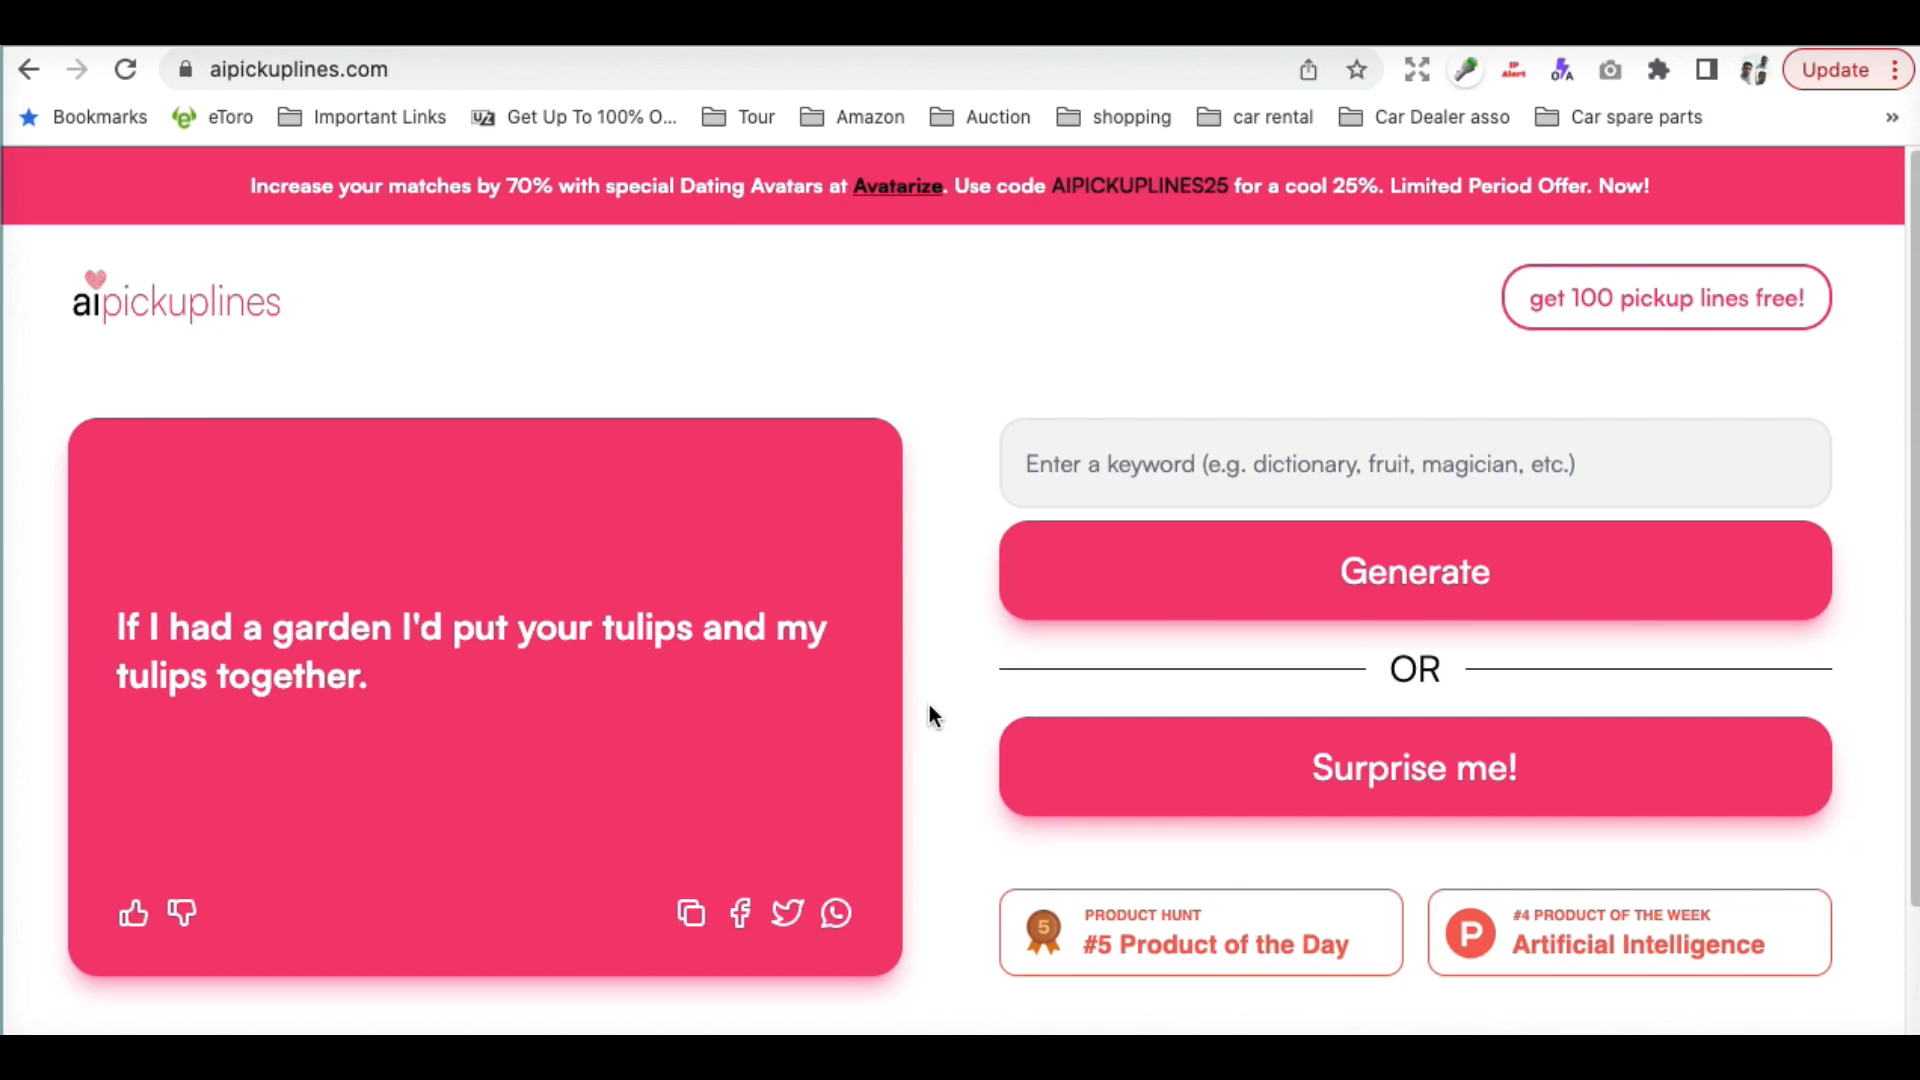 aipickuplines.com
Update
Bookmarks
eToro
Important Links
Get Up To 100% O...
Tour
Amazon
Auction
shopping
car rental
Car Dealer asso
Car spare parts
»
Increase your matches by 70% with special Dating Avatars at Avatarize. Use code AIPICKUPLINES25 for a cool 25%. Limited Period Offer. Now!
aipickuplines
get 100 pickup lines free!
Enter a keyword (e.g. dictionary, fruit, magician, etc.)
Generate
If I had a garden I'd put your tulips and my
tulips together.
OR
Surprise me!
5
PRODUCT HUNT
#5 Product of the Day
P
#4 PRODUCT OF THE WEEK
Artificial Intelligence